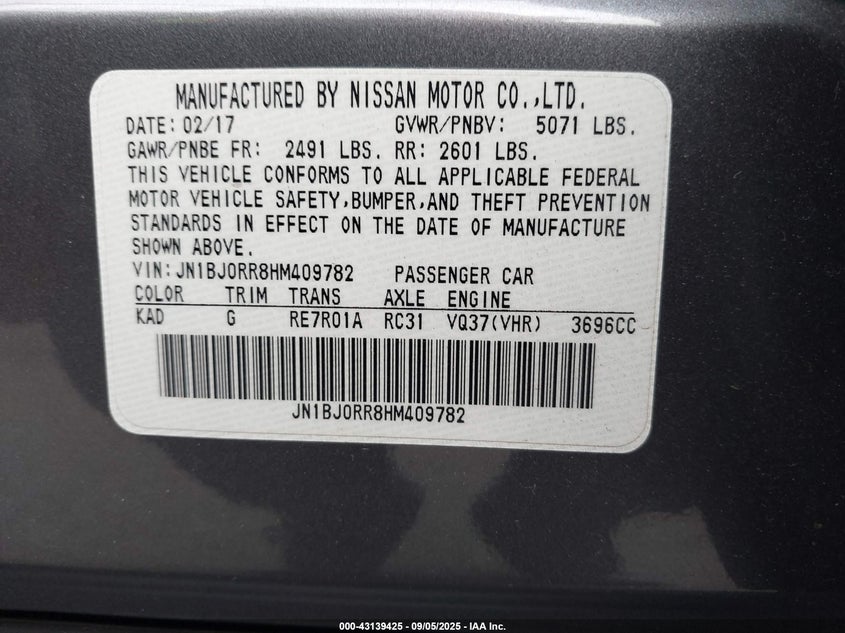 MANUFACTURED BY NISSAN MOTOR CO.,LTD.
DATE: 02/17 GVWR/PNBV: 5071 LBS.
GAWR/PNBE FR: 2491 LBS. RR: 2601 LBS.
THIS VEHICLE CONFORMS TO ALL APPLICABLE FEDERAL
MOTOR VEHICLE SAFETY,BUMPER,AND THEFT PREVENTION
STANDARDS IN EFFECT ON THE DATE OF MANUFACTURE
SHOWN ABOVE.
VIN: JN1BJ0RR8HM409782 PASSENGER CAR
COLOR TRIM TRANS AXLE ENGINE
KAD G RE7R01A RC31 VQ37(VHR) 3696CC
JN1BJ0RR8HM409782
000-43139425 - 09/05/2025 - IAA Inc.